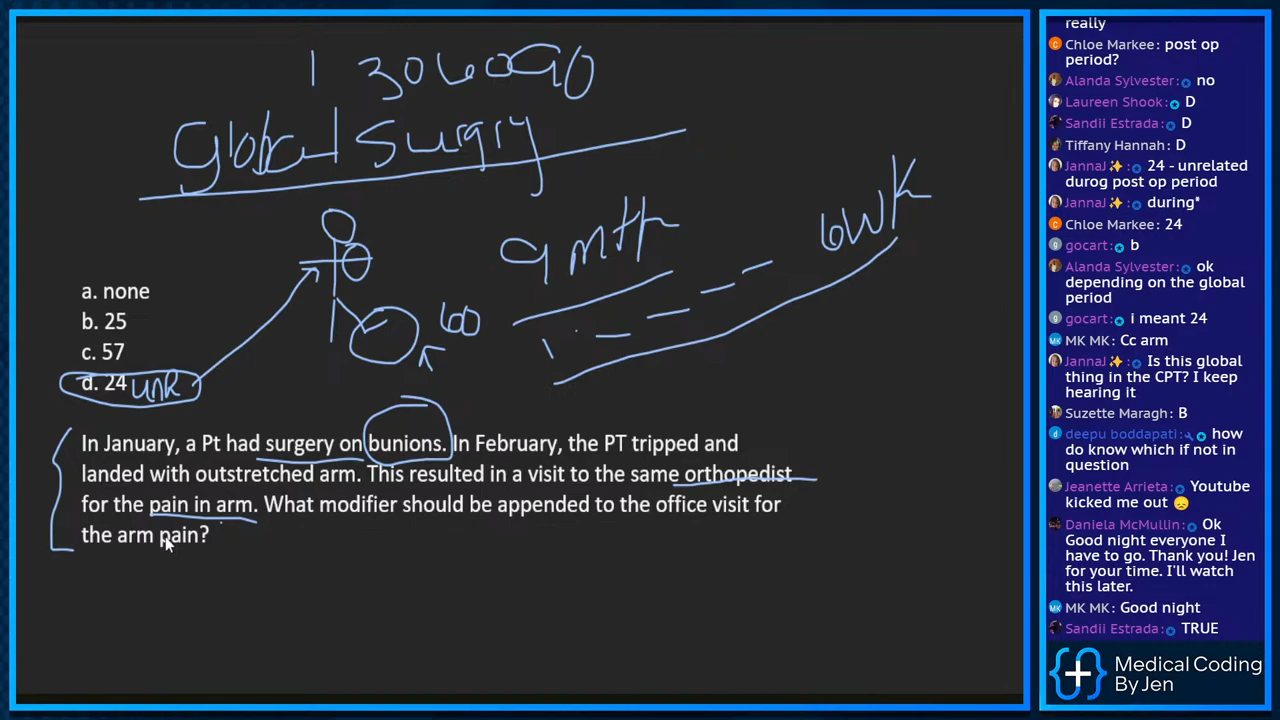 1 30 60 90
Global Surgry
9 mth
6 WK
60
a. none
b. 25
c. 57
d. 24 UNR
In January, a Pt had surgery on bunions. In February, the PT tripped and
landed with outstretched arm. This resulted in a visit to the same orthopedist
for the pain in arm. What modifier should be appended to the office visit for
the arm pain?
really
Chloe Markee: post op
period?
Alanda Sylvester: no
Laureen Shook: D
Sandii Estrada: D
Tiffany Hannah: D
JannaJ✨: 24 - unrelated
durog post op period
JannaJ✨: during*
Chloe Markee: 24
gocart: b
Alanda Sylvester: ok
depending on the global
period
gocart: i meant 24
MK MK: Cc arm
JannaJ✨: Is this global
thing in the CPT? I keep
hearing it
Suzette Maragh: B
deepu boddapati: how
do know which if not in
question
Jeanette Arrieta: Youtube
kicked me out 😞
Daniela McMullin: Ok
Good night everyone I
have to go. Thank you! Jen
for your time. I'll watch
this later.
MK MK: Good night
Sandii Estrada: TRUE
Medical Coding
By Jen